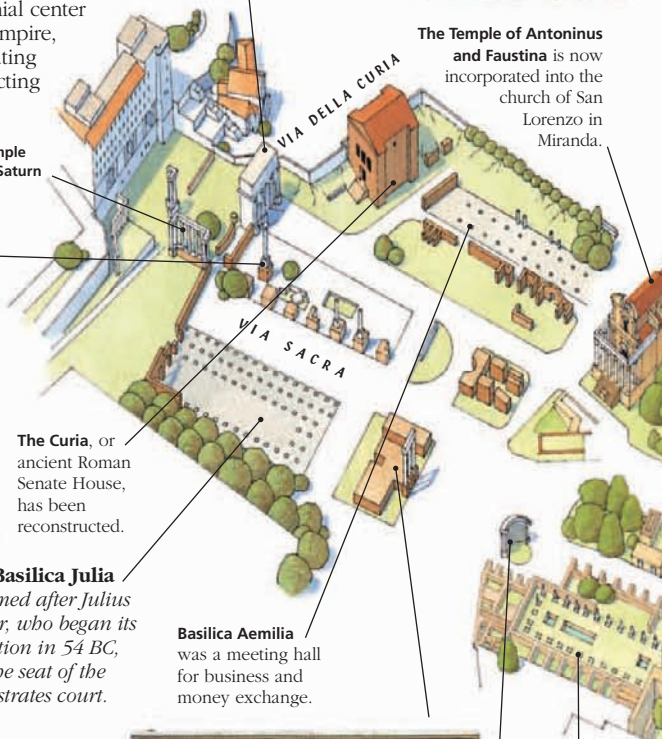 nial center
mpire,
ating
cting
mple
Saturn
VIA DELLA CURIA
The Temple of Antoninus
and Faustina is now
incorporated into the
church of San
Lorenzo in
Miranda.
VIA SACRA
The Curia, or
ancient Roman
Senate House,
has been
reconstructed.
Basilica Julia
med after Julius
r, who began its
tion in 54 BC,
he seat of the
strates court.
Basilica Aemilia
was a meeting hall
for business and
money exchange.